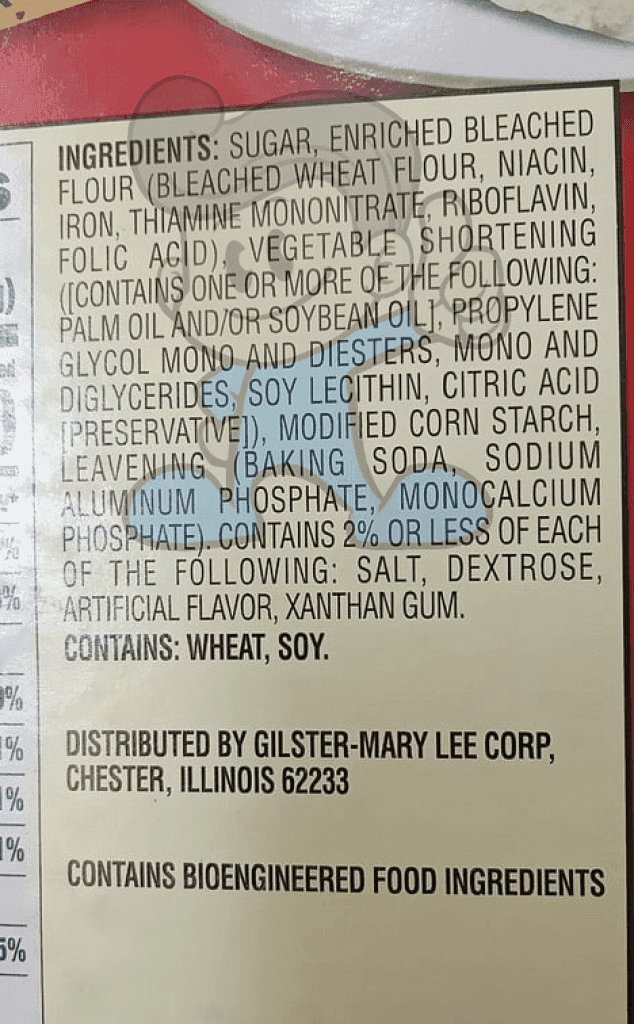 INGREDIENTS: SUGAR, ENRICHED BLEACHED
FLOUR (BLEACHED WHEAT FLOUR, NIACIN,
IRON, THIAMINE MONONITRATE, RIBOFLAVIN,
FOLIC ACID), VEGETABLE SHORTENING
([CONTAINS ONE OR MORE OF THE FOLLOWING:
PALM OIL AND/OR SOYBEAN OIL], PROPYLENE
GLYCOL MONO AND DIESTERS, MONO AND
DIGLYCERIDES, SOY LECITHIN, CITRIC ACID
[PRESERVATIVE]), MODIFIED CORN STARCH,
LEAVENING (BAKING SODA, SODIUM
ALUMINUM PHOSPHATE, MONOCALCIUM
PHOSPHATE). CONTAINS 2% OR LESS OF EACH
OF THE FOLLOWING: SALT, DEXTROSE,
ARTIFICIAL FLAVOR, XANTHAN GUM.
CONTAINS: WHEAT, SOY.
DISTRIBUTED BY GILSTER-MARY LEE CORP,
CHESTER, ILLINOIS 62233
CONTAINS BIOENGINEERED FOOD INGREDIENTS